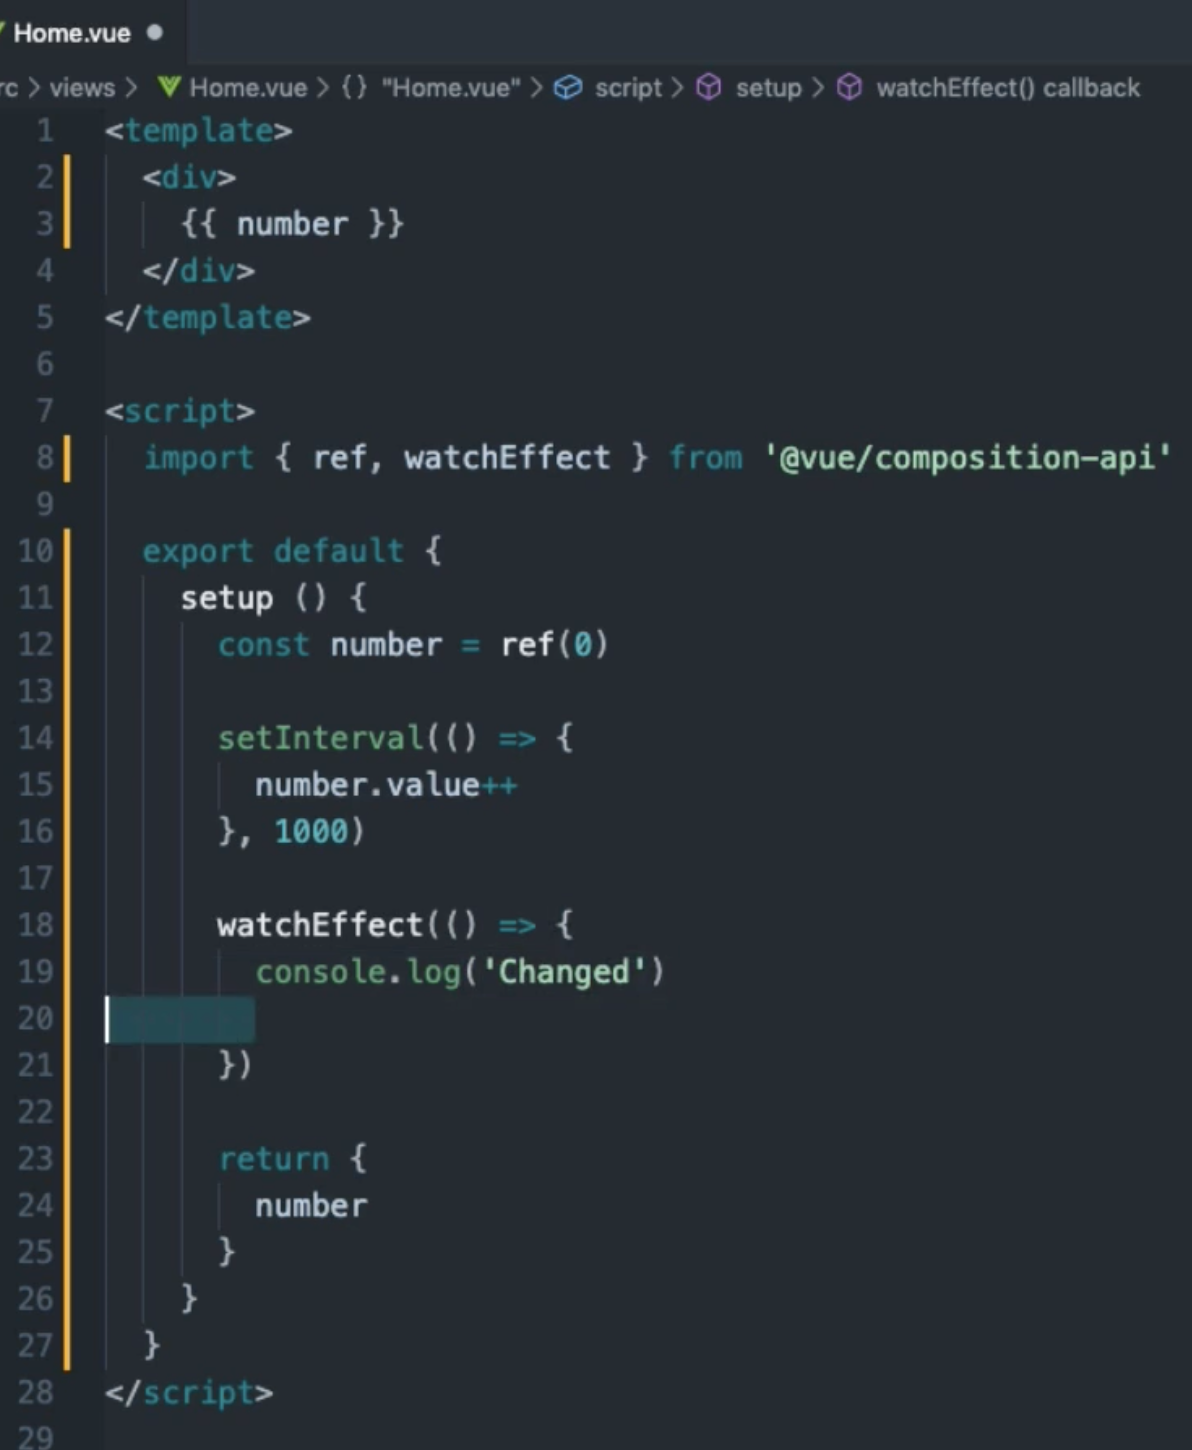 Home.vue
rc > views > Home.vue > {} "Home.vue" > script > setup > watchEffect() callback
1 <template>
2 <div>
3 {{ number }}
4 </div>
5 </template>
6
7 <script>
8 import { ref, watchEffect } from '@vue/composition-api'
9
10 export default {
11 setup () {
12 const number = ref(0)
13
14 setInterval(() => {
15 number.value++
16 }, 1000)
17
18 watchEffect(() => {
19 console.log('Changed')
20
21 })
22
23 return {
24 number
25 }
26 }
27 }
28 </script>
29